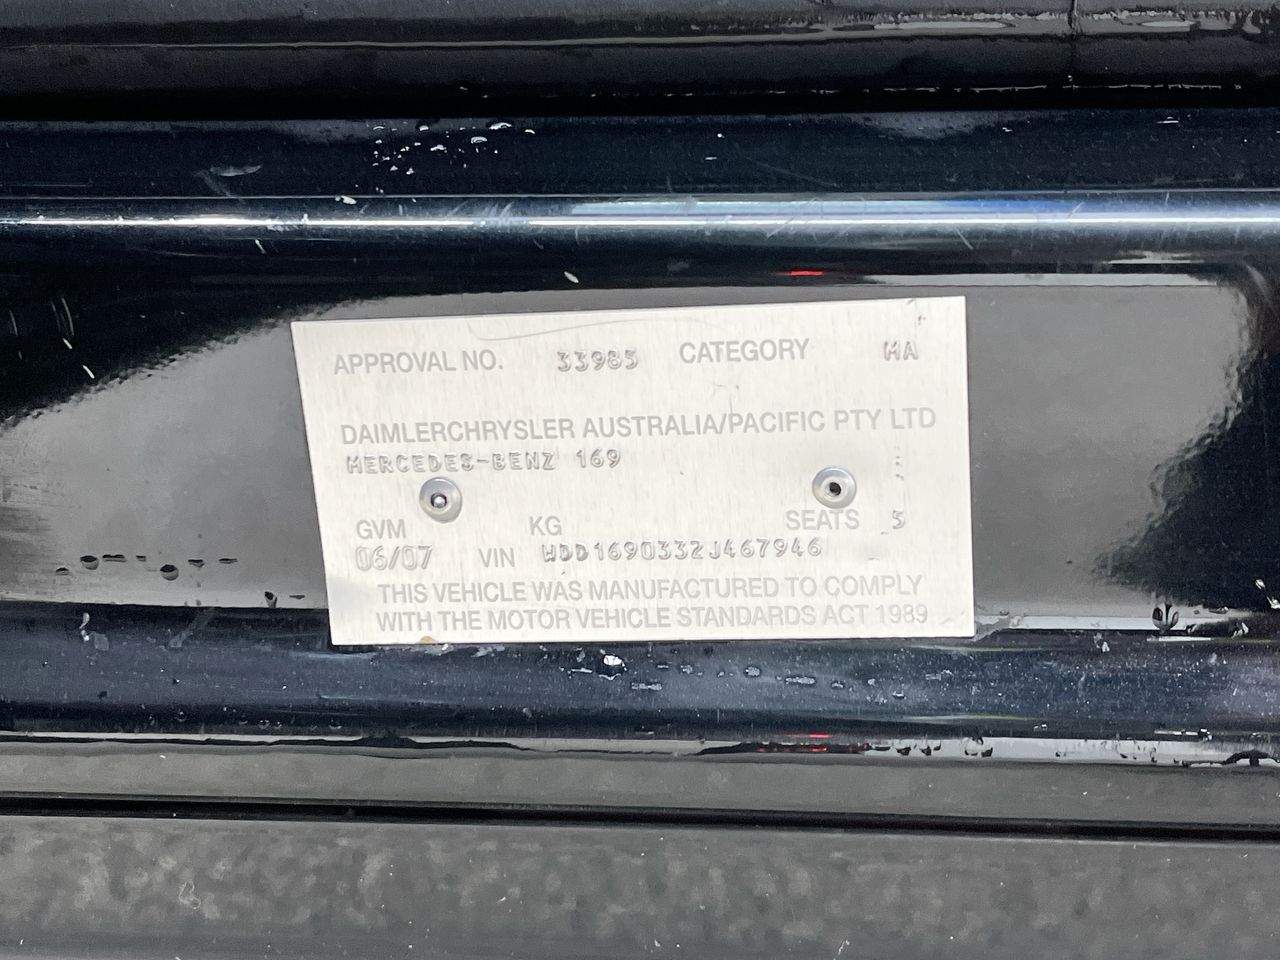 APPROVAL NO. 33985 CATEGORY MA
DAIMLERCHRYSLER AUSTRALIA/PACIFIC PTY LTD
MERCEDES-BENZ 169
GVM KG SEATS 5
06/07 VIN WDD1690332J467946
THIS VEHICLE WAS MANUFACTURED TO COMPLY
WITH THE MOTOR VEHICLE STANDARDS ACT 1989